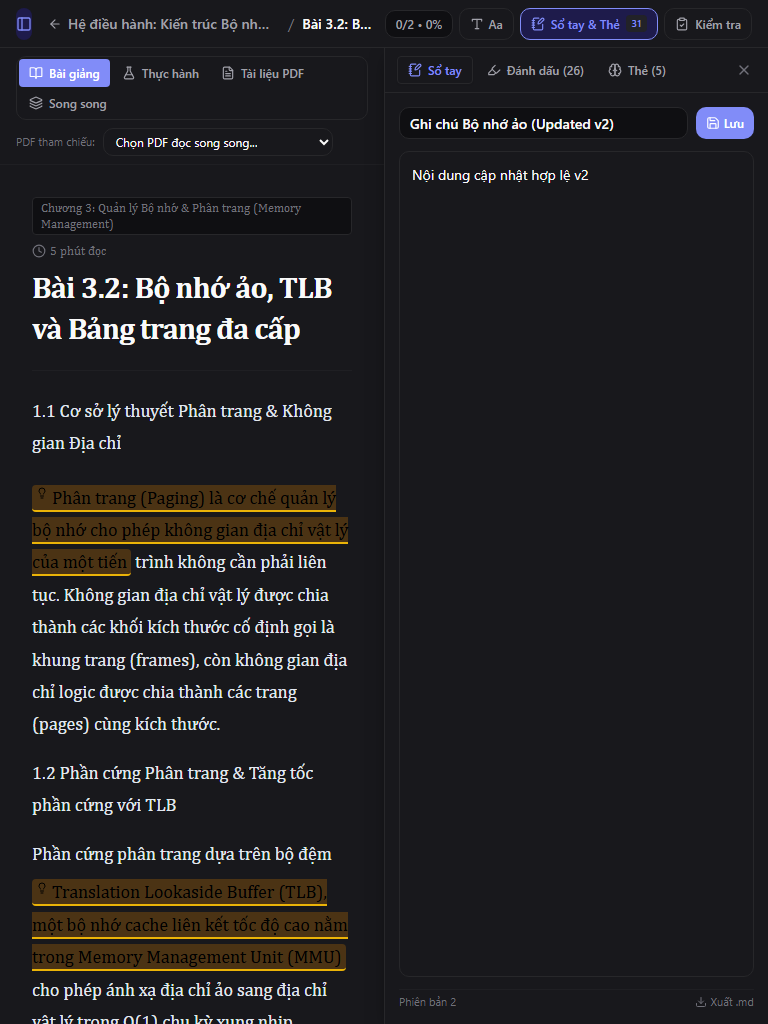 Hệ điều hành: Kiến trúc Bộ nh... / Bài 3.2: B... 0/2 • 0% Aa Sổ tay & Thẻ 31 Kiểm tra
Bài giảng Thực hành Tài liệu PDF
Song song
PDF tham chiếu: Chọn PDF đọc song song...
Chương 3: Quản lý Bộ nhớ & Phân trang (Memory
Management)
5 phút đọc
Bài 3.2: Bộ nhớ ảo, TLB
và Bảng trang đa cấp
1.1 Cơ sở lý thuyết Phân trang & Không
gian Địa chỉ
Phân trang (Paging) là cơ chế quản lý
bộ nhớ cho phép không gian địa chỉ vật lý
của một tiến trình không cần phải liên
tục. Không gian địa chỉ vật lý được chia
thành các khối kích thước cố định gọi là
khung trang (frames), còn không gian địa
chỉ logic được chia thành các trang
(pages) cùng kích thước.
1.2 Phần cứng Phân trang & Tăng tốc
phần cứng với TLB
Phần cứng phân trang dựa trên bộ đệm
Translation Lookaside Buffer (TLB),
một bộ nhớ cache liên kết tốc độ cao nằm
trong Memory Management Unit (MMU)
cho phép ánh xạ địa chỉ ảo sang địa chỉ
vật lý trong O(1) chu kỳ xung nhịp
Sổ tay Đánh dấu (26) Thẻ (5)
Ghi chú Bộ nhớ ảo (Updated v2) Lưu
Nội dung cập nhật hợp lệ v2
Phiên bản 2 Xuất .md